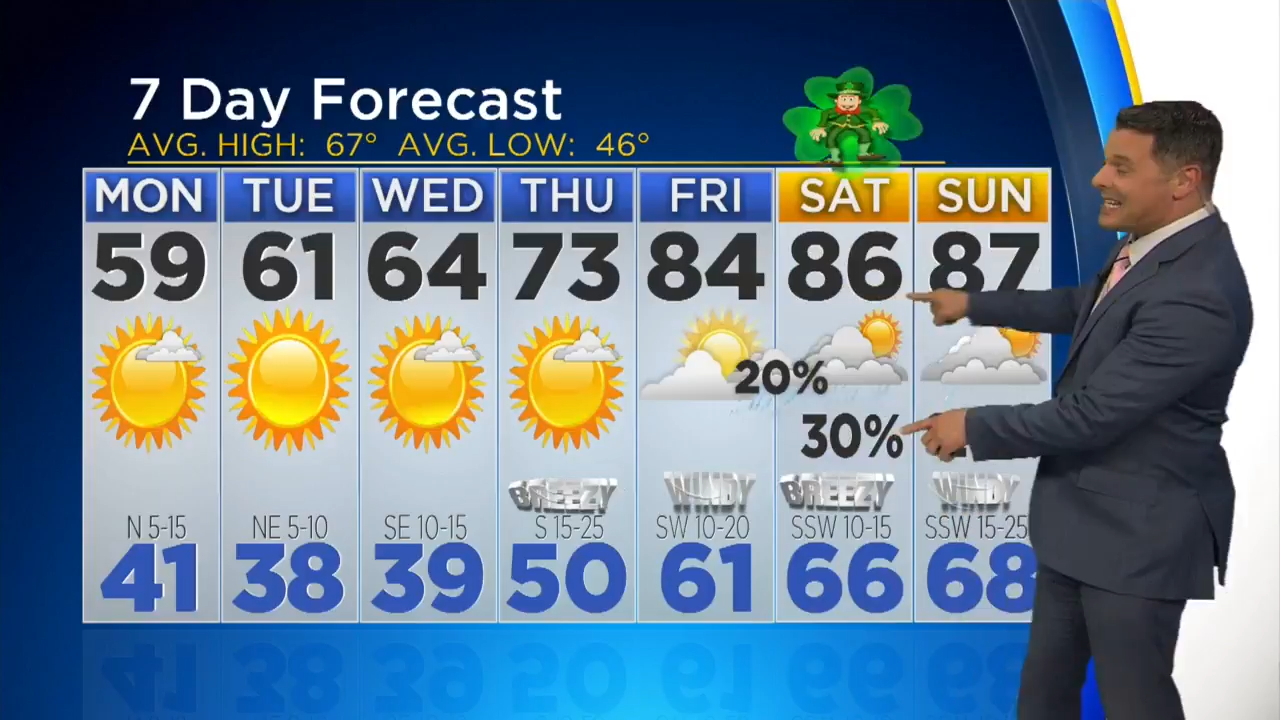 7 Day Forecast
AVG. HIGH: 67° AVG. LOW: 46°
MON TUE WED THU FRI SAT SUN
59 61 64 73 84 86 87
20%
30%
BREEZY WINDY BREEZY WINDY
N 5-15 NE 5-10 SE 10-15 S 15-25 SW 10-20 SSW 10-15 SSW 15-25
41 38 39 50 61 66 68